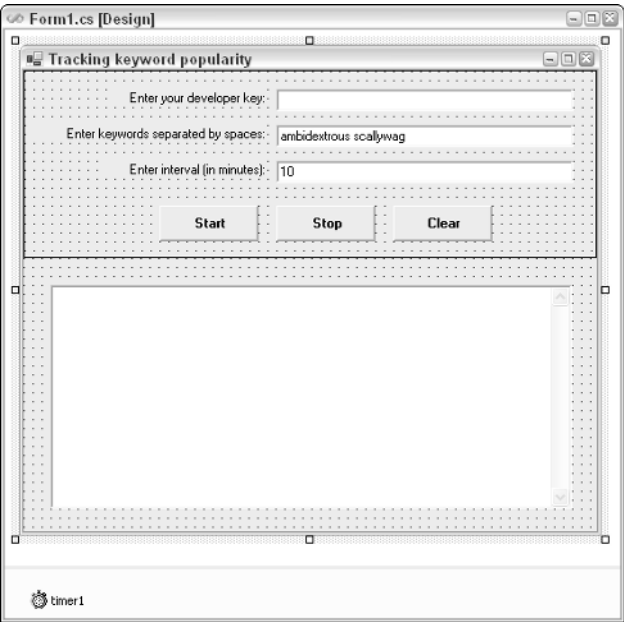 Form1.cs [Design]
Tracking keyword popularity
Enter your developer key:
Enter keywords separated by spaces: ambidextrous scallywag
Enter interval (in minutes): 10
Start Stop Clear
timer1